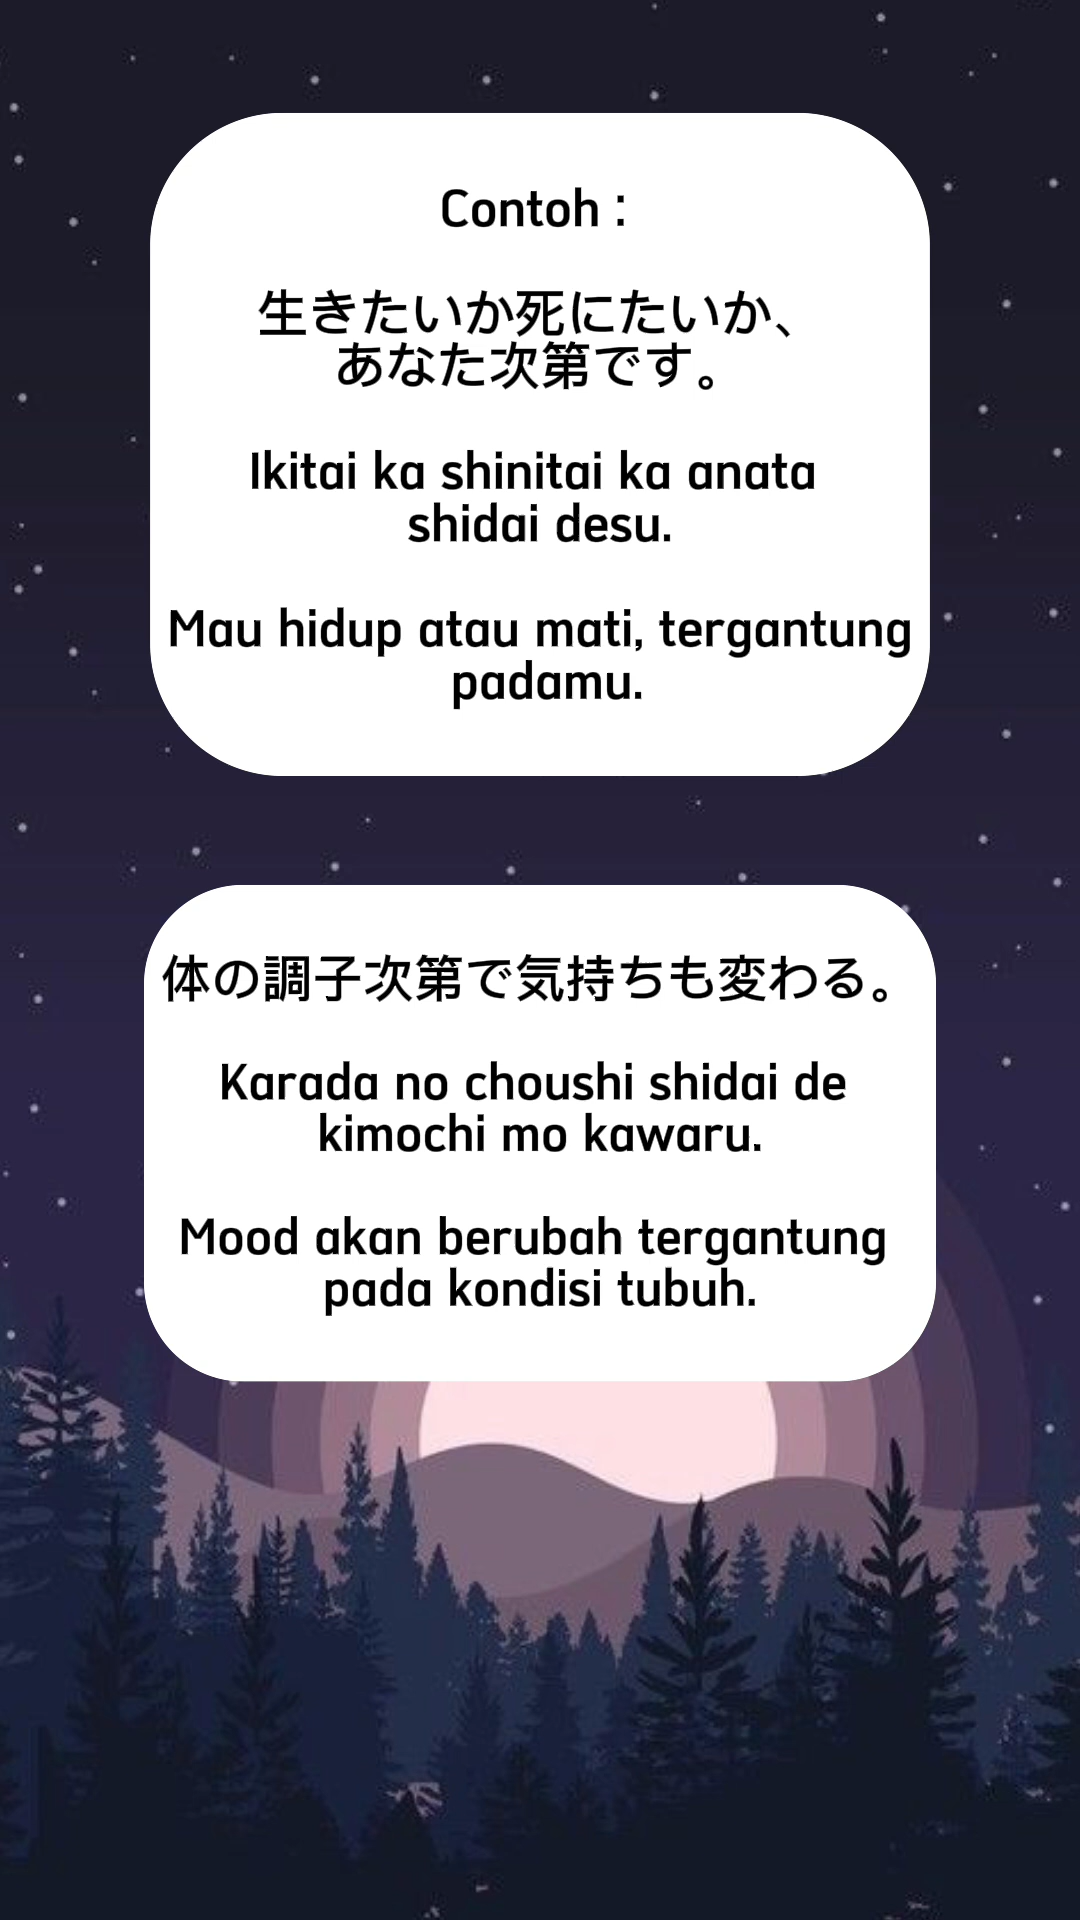 Contoh :
生きたいか死にたいか、
あなた次第です。
Ikitai ka shinitai ka anata
shidai desu.
Mau hidup atau mati, tergantung
padamu.
体の調子次第で気持ちも変わる。
Karada no choushi shidai de
kimochi mo kawaru.
Mood akan berubah tergantung
pada kondisi tubuh.